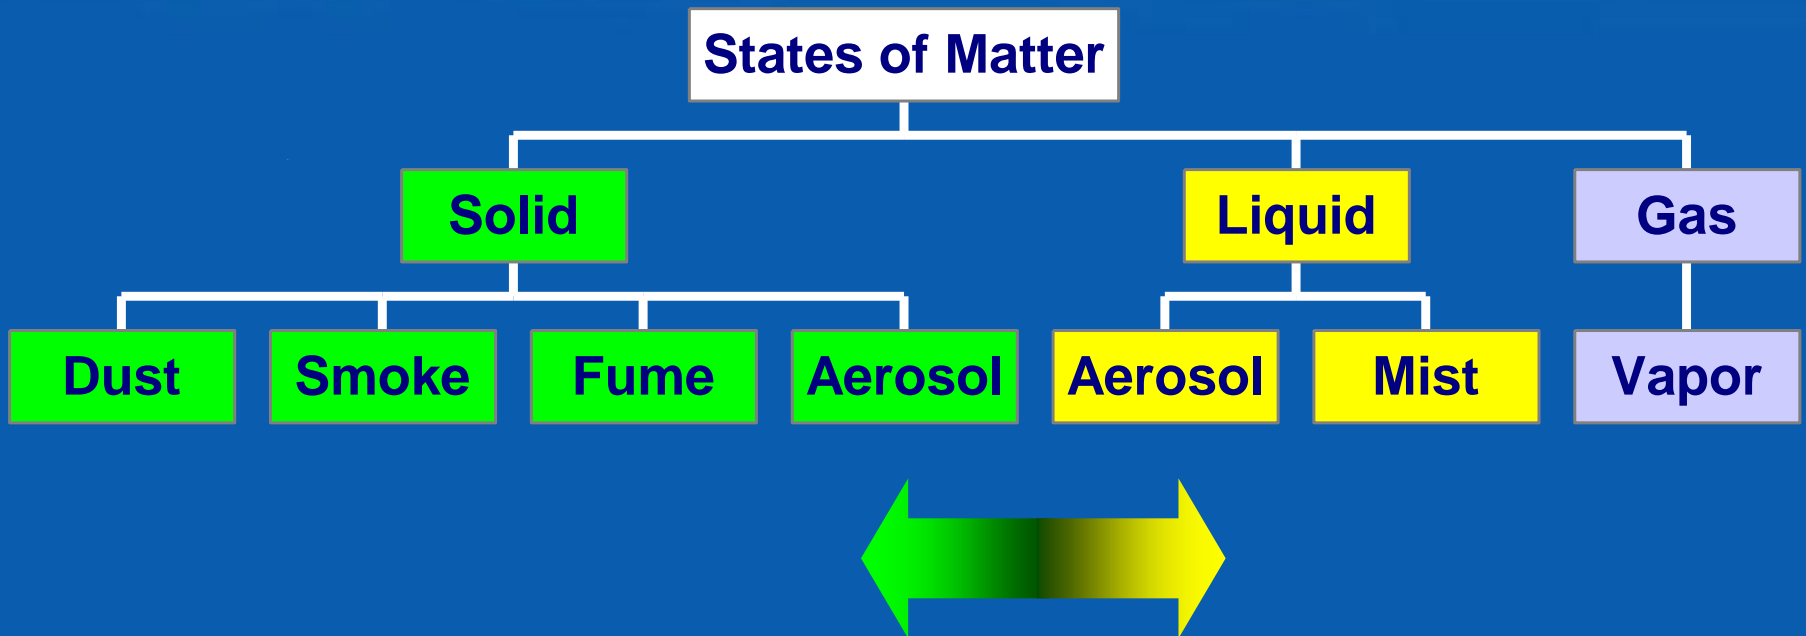 States of Matter
Solid
Liquid
Gas
Dust
Smoke
Fume
Aerosol
Aerosol
Mist
Vapor